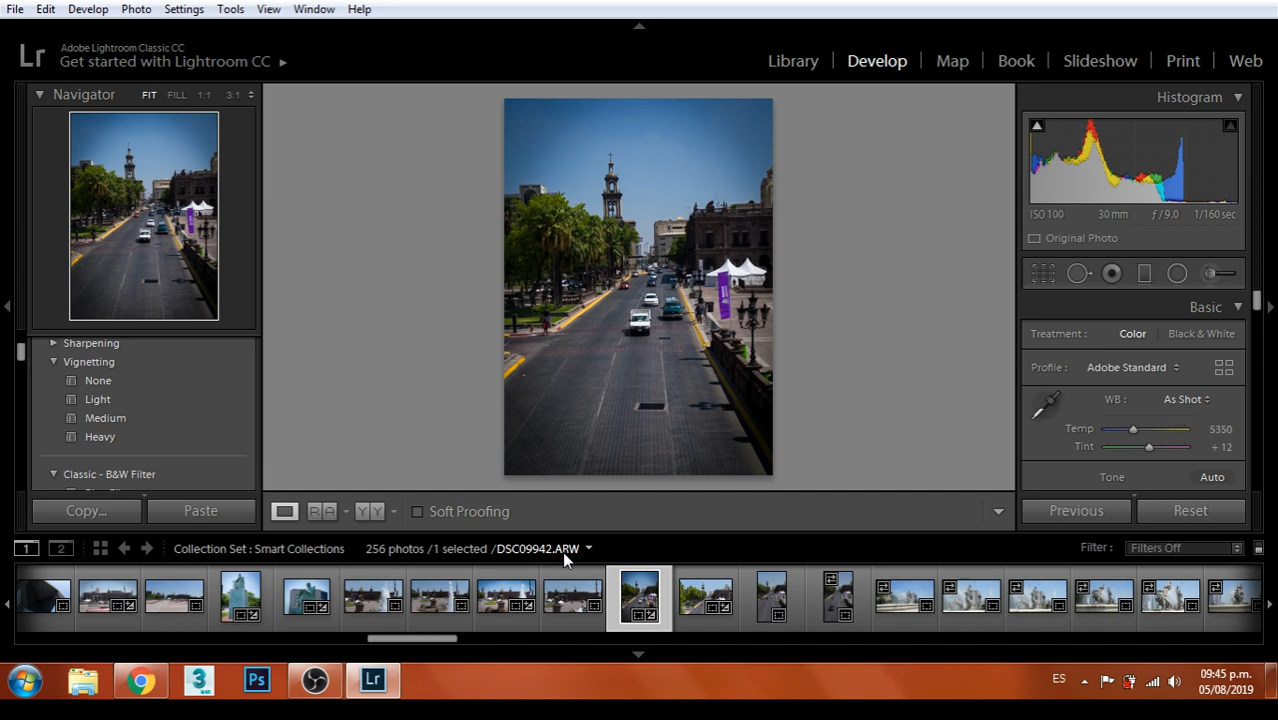 File Edit Develop Photo Settings Tools View Window Help
Lr
Adobe Lightroom Classic CC
Get started with Lightroom CC
Library Develop Map Book Slideshow Print Web
Navigator FIT FILL 1:1 3:1
Histogram
ISO 100 30 mm ƒ/9.0 1/160 sec
Original Photo
Basic
Treatment : Color Black & White
Profile : Adobe Standard
WB : As Shot
Temp 5350
Tint + 12
Tone Auto
Sharpening
Vignetting
None
Light
Medium
Heavy
Classic - B&W Filter
Copy... Paste
R A Y Y Soft Proofing
Previous Reset
1 2 Collection Set : Smart Collections 256 photos /1 selected /DSC09942.ARW Filter : Filters Off
3 Ps Lr
ES
09:45 p.m.
05/08/2019